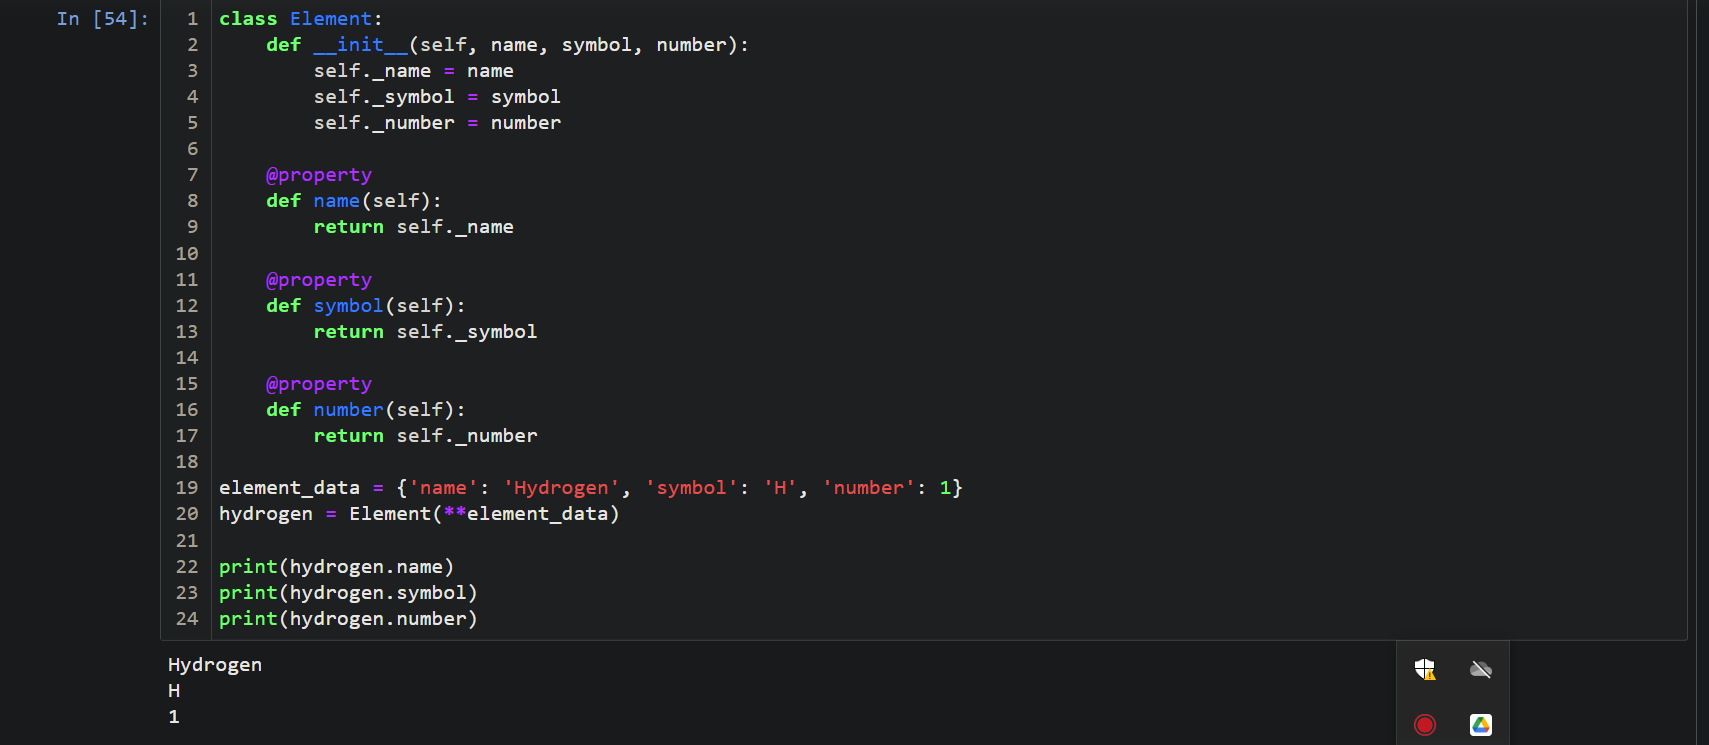 In [54]:
1 class Element:
2     def __init__(self, name, symbol, number):
3         self._name = name
4         self._symbol = symbol
5         self._number = number
6
7     @property
8     def name(self):
9         return self._name
10
11     @property
12     def symbol(self):
13         return self._symbol
14
15     @property
16     def number(self):
17         return self._number
18
19 element_data = {'name': 'Hydrogen', 'symbol': 'H', 'number': 1}
20 hydrogen = Element(**element_data)
21
22 print(hydrogen.name)
23 print(hydrogen.symbol)
24 print(hydrogen.number)
Hydrogen
H
1